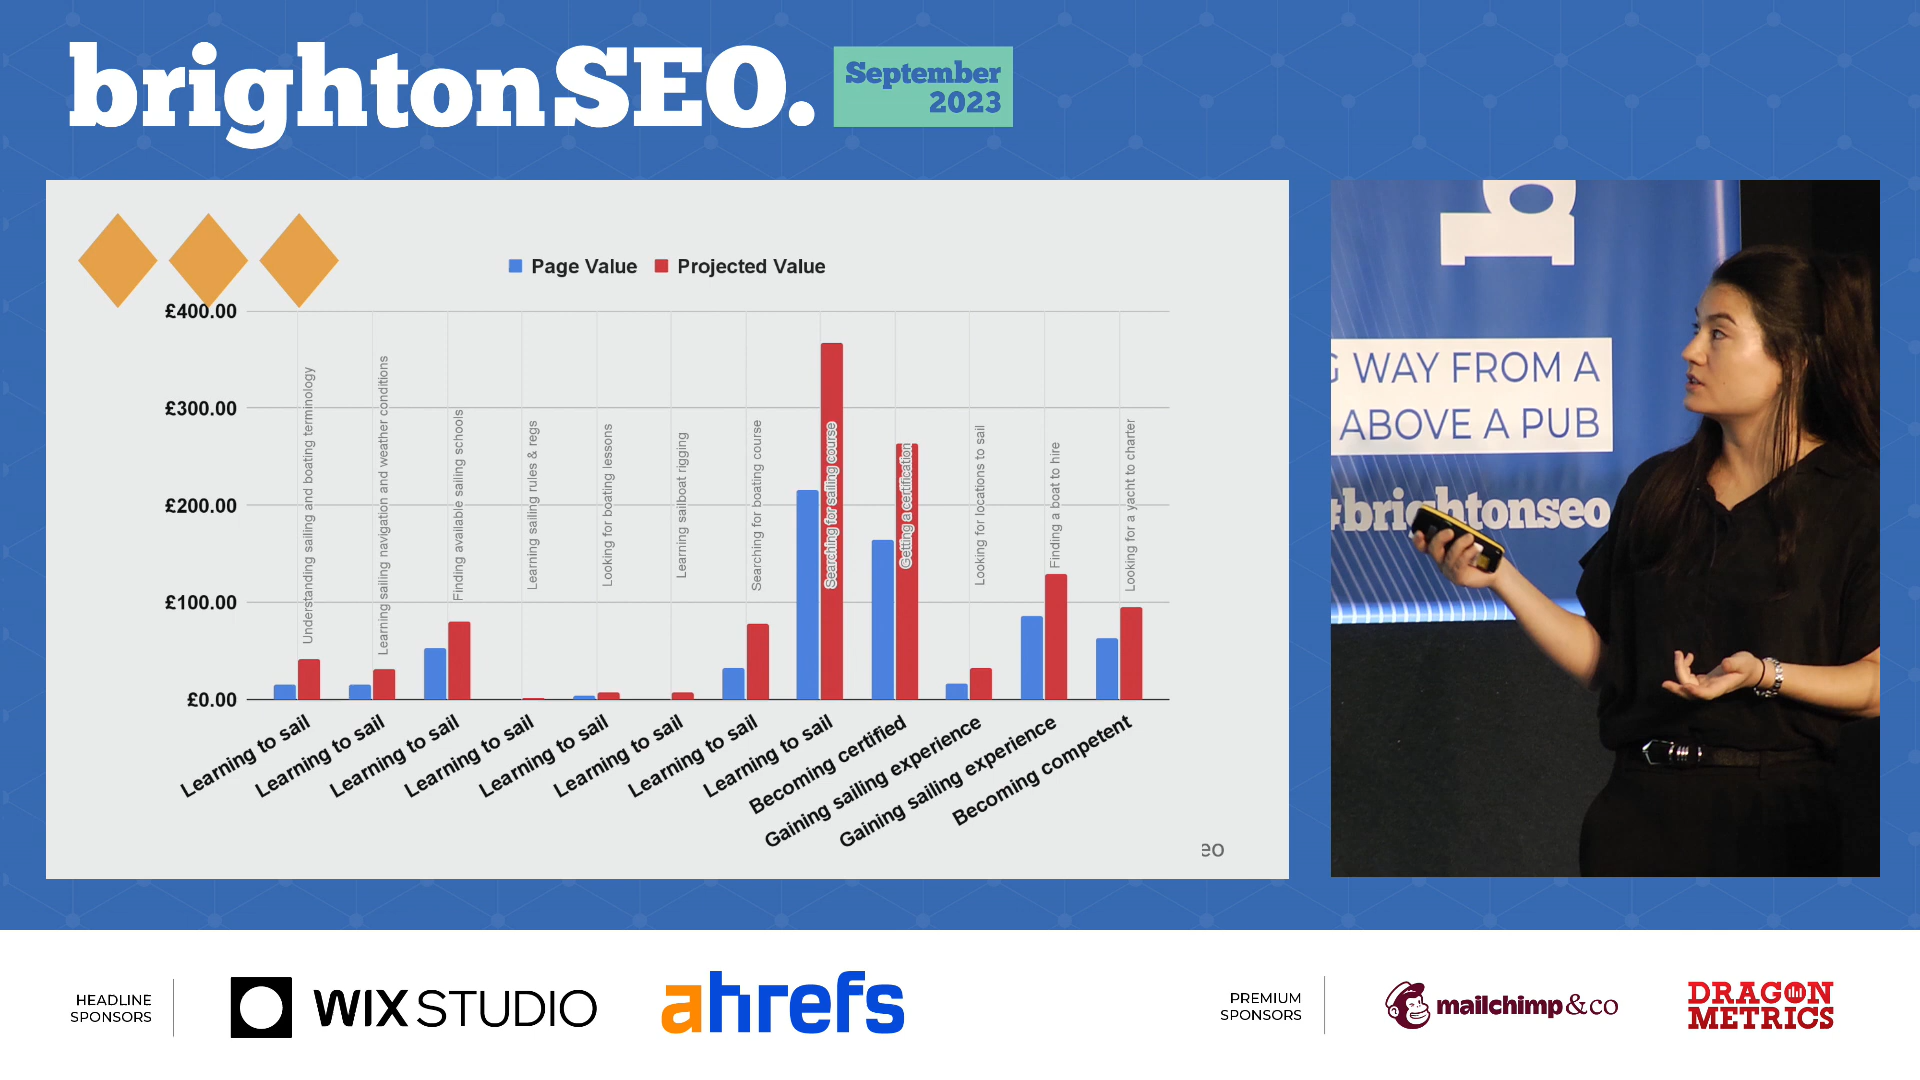 brightonSEO.
September
2023
Page Value
Projected Value
£400.00
£300.00
£200.00
£100.00
£0.00
Understanding sailing and boating terminology
Learning sailing navigation and weather conditions
Finding available sailing schools
Learning sailing rules & regs
Looking for boating lessons
Learning sailboat rigging
Searching for boating course
Searching for sailing course
Getting a certification
Looking for locations to sail
Finding a boat to hire
Looking for a yacht to charter
Learning to sail
Learning to sail
Learning to sail
Learning to sail
Learning to sail
Learning to sail
Learning to sail
Learning to sail
Becoming certified
Gaining sailing experience
Gaining sailing experience
Becoming competent
eo
b
G WAY FROM A
ABOVE A PUB
#brightonseo
HEADLINE
SPONSORS
WIX STUDIO
ahrefs
PREMIUM
SPONSORS
mailchimp & co
DRAGON
METRICS